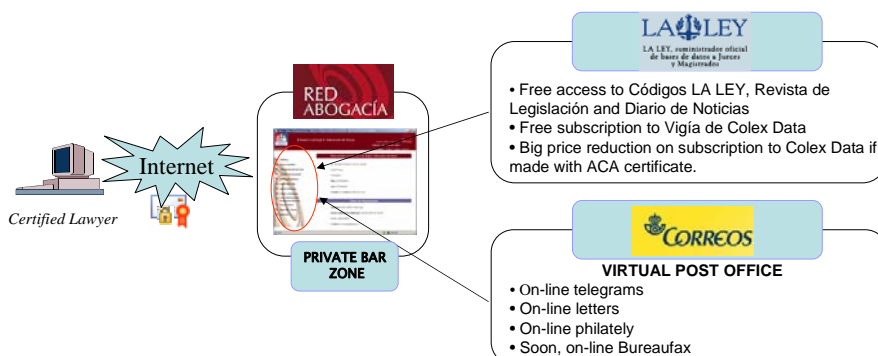 Certified Lawyer
Internet
RED
ABOGACÍA
PRIVATE BAR
ZONE
LA LEY
LA LEY, suministrador oficial
de bases de datos a Jueces
y Magistrados
• Free access to Códigos LA LEY, Revista de
Legislación and Diario de Noticias
• Free subscription to Vigía de Colex Data
• Big price reduction on subscription to Colex Data if
made with ACA certificate.
CORREOS
VIRTUAL POST OFFICE
• On-line telegrams
• On-line letters
• On-line philately
• Soon, on-line Bureaufax